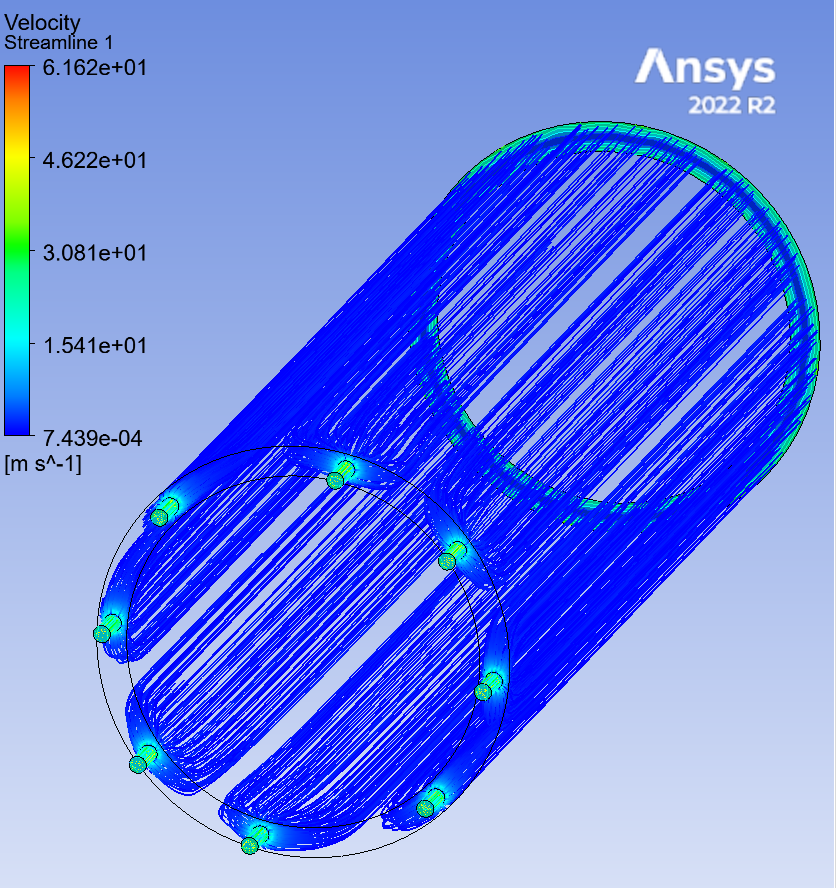 Velocity
Streamline 1
6.162e+01
4.622e+01
3.081e+01
1.541e+01
7.439e-04
[m s^-1]
Ansys
2022 R2